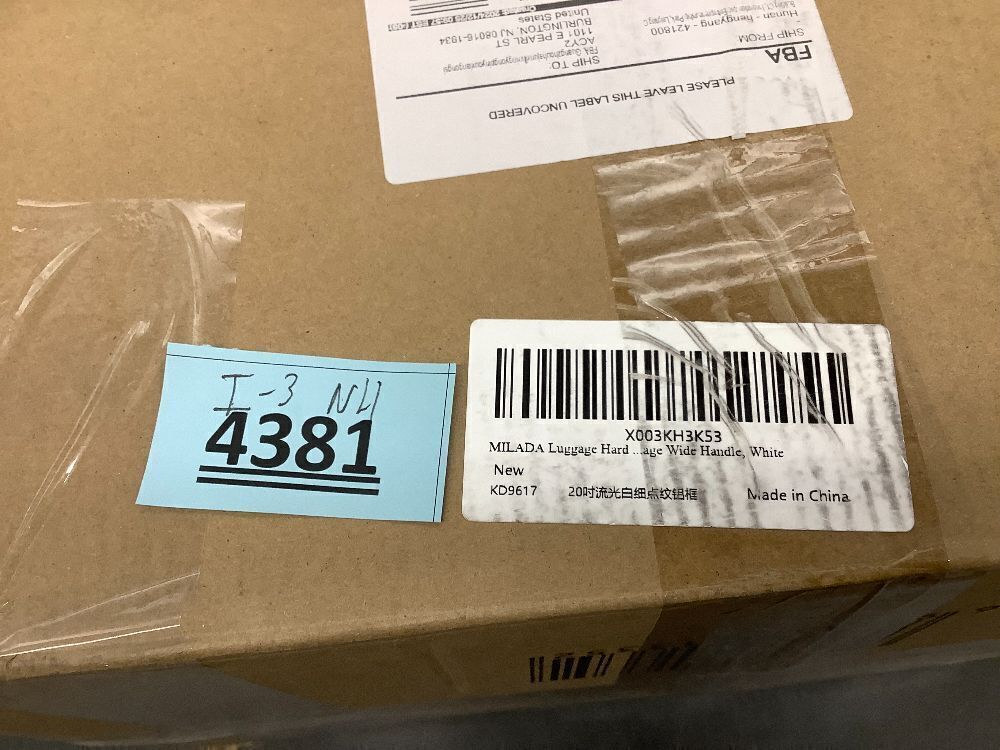 PLEASE LEAVE THIS LABEL UNCOVERED
FBA
SHIP FROM
Hunan - Hengyang - 421800
SHIP TO:
ACY2
1101 E PEARL ST
BURLINGTON, NJ 08016-1934
United States
I-3 NH
4381
X003KH3K53
MILADA Luggage Hard ...age Wide Handle, White
New
KD9617 20吋流光白细点纹铝框 Made in China